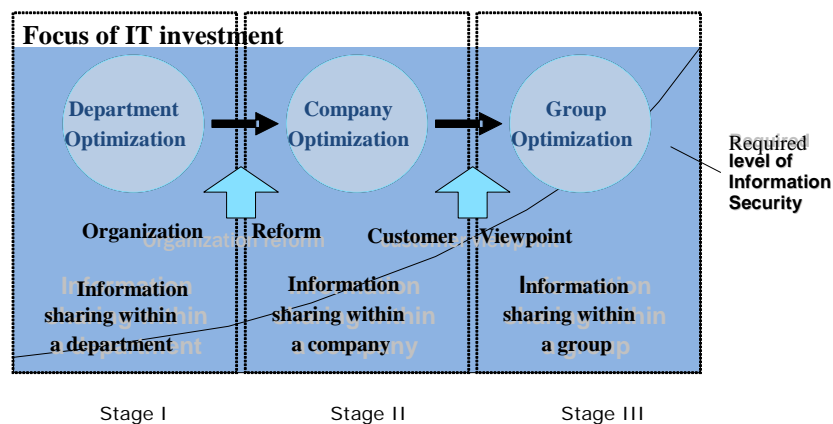 Focus of IT investment
Department
Optimization
Company
Optimization
Group
Optimization
Required
level of
Information
Security
Organization Reform
Customer Viewpoint
Information
sharing within
a department
Information
sharing within
a company
Information
sharing within
a group
Stage I
Stage II
Stage III